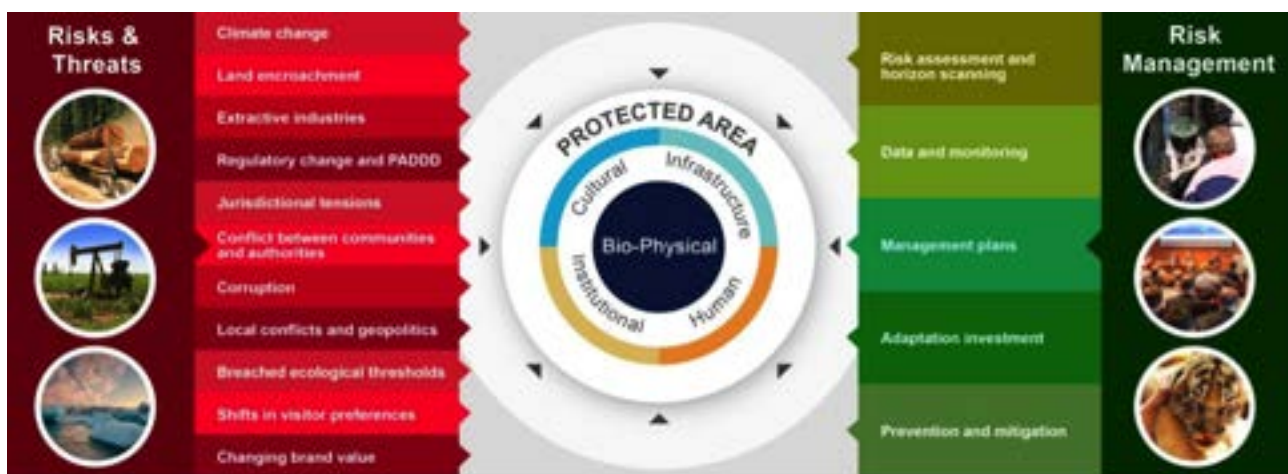 Risks &
Threats
Climate change
Land encroachment
Extractive industries
Regulatory change and PADDD
Jurisdictional tensions
Conflict between communities
and authorities
Corruption
Local conflicts and geopolitics
Breached ecological thresholds
Shifts in visitor preferences
Changing brand value
PROTECTED AREA
Cultural
Infrastructure
Bio-Physical
Institutional
Human
Risk assessment and
horizon scanning
Data and monitoring
Management plans
Adaptation investment
Prevention and mitigation
Risk
Management